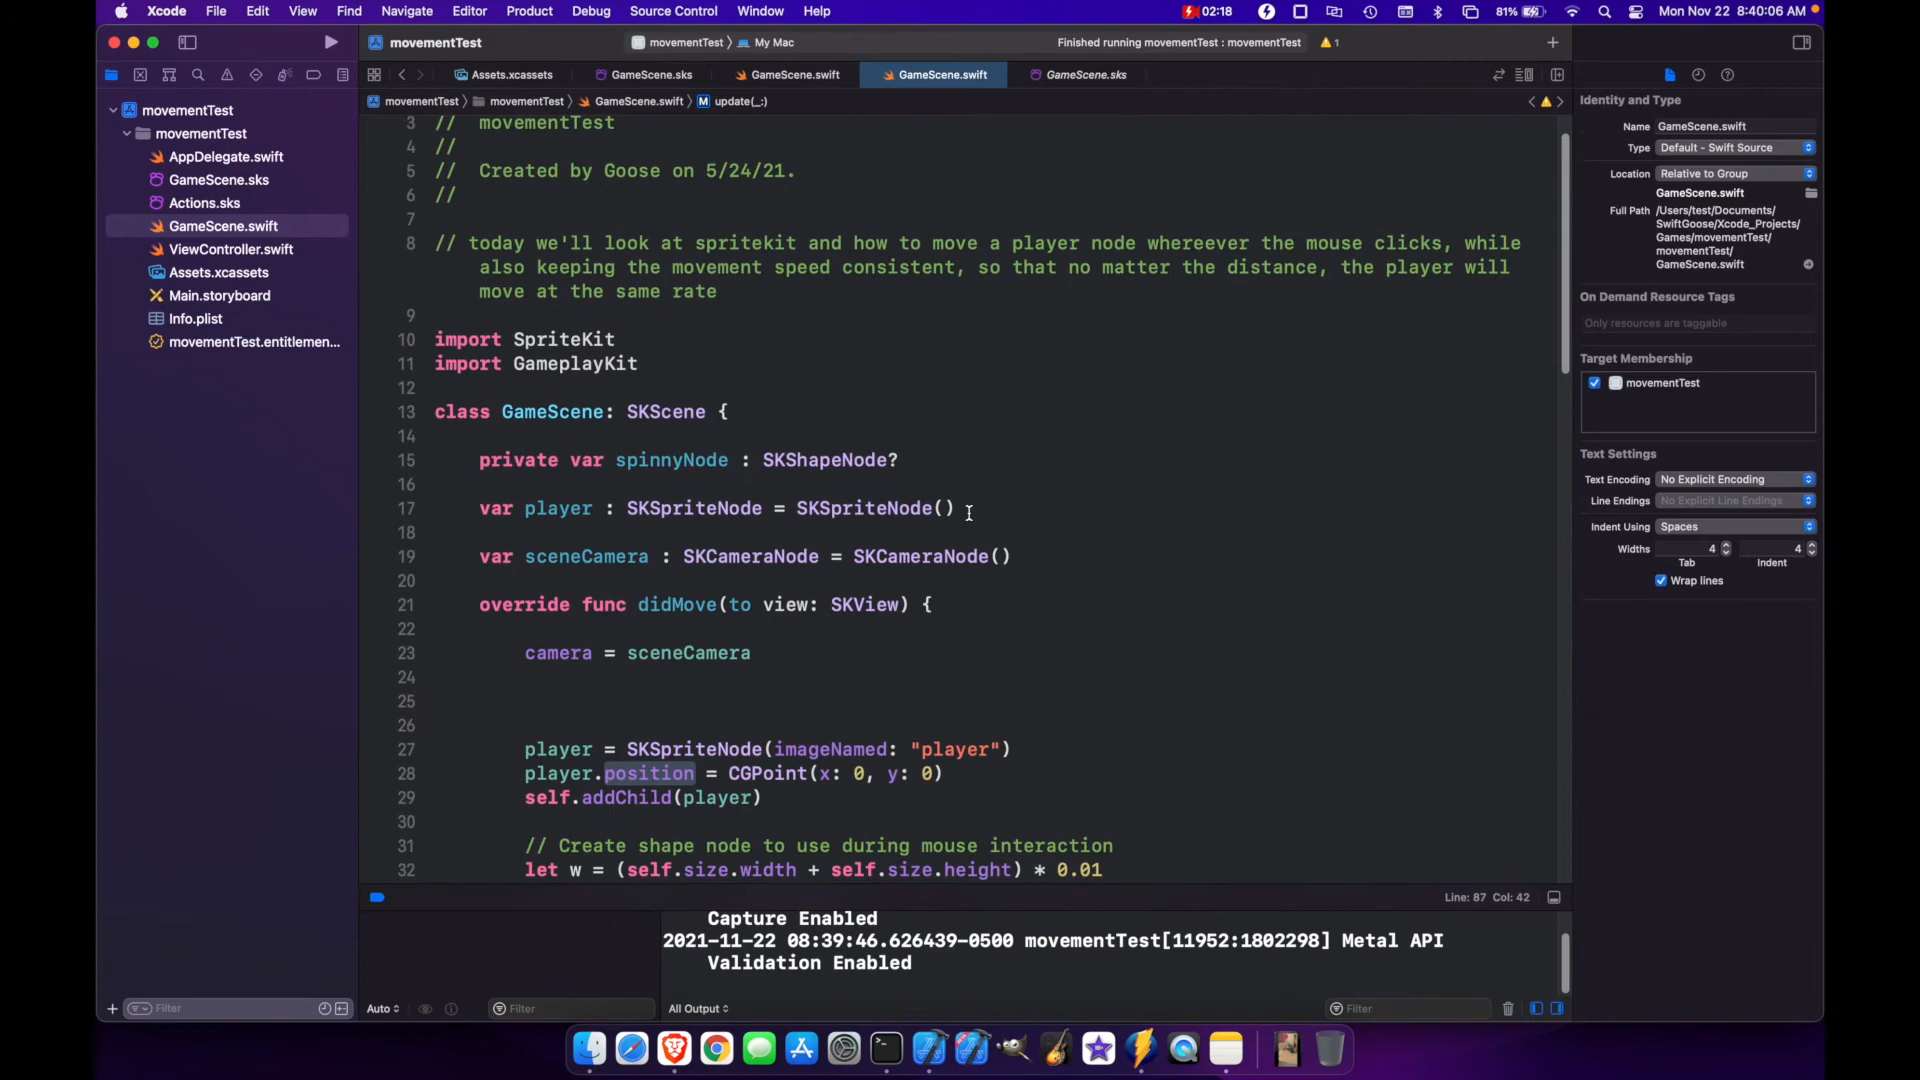 Xcode File Edit View Find Navigate Editor Product Debug Source Control Window Help 02:18 81% Mon Nov 22 8:40:06 AM
movementTest movementTest My Mac Finished running movementTest : movementTest 1
Assets.xcassets GameScene.sks GameScene.swift GameScene.swift GameScene.sks
movementTest movementTest GameScene.swift M update(_:)
movementTest
movementTest
AppDelegate.swift
GameScene.sks
Actions.sks
GameScene.swift
ViewController.swift
Assets.xcassets
Main.storyboard
Info.plist
movementTest.entitlemen...
Filter
3 // movementTest
4 //
5 // Created by Goose on 5/24/21.
6 //
7
8 // today we'll look at spritekit and how to move a player node whereever the mouse clicks, while
also keeping the movement speed consistent, so that no matter the distance, the player will
move at the same rate
9
10 import SpriteKit
11 import GameplayKit
12
13 class GameScene: SKScene {
14
15 private var spinnyNode : SKShapeNode?
16
17 var player : SKSpriteNode = SKSpriteNode()
18
19 var sceneCamera : SKCameraNode = SKCameraNode()
20
21 override func didMove(to view: SKView) {
22
23 camera = sceneCamera
24
25
26
27 player = SKSpriteNode(imageNamed: "player")
28 player.position = CGPoint(x: 0, y: 0)
29 self.addChild(player)
30
31 // Create shape node to use during mouse interaction
32 let w = (self.size.width + self.size.height) * 0.01
Line: 87 Col: 42
Capture Enabled
2021-11-22 08:39:46.626439-0500 movementTest[11952:1802298] Metal API
Validation Enabled
Auto Filter All Output Filter
Identity and Type
Name GameScene.swift
Type Default - Swift Source
Location Relative to Group
GameScene.swift
Full Path /Users/test/Documents/
SwiftGoose/Xcode_Projects/
Games/movementTest/
movementTest/
GameScene.swift
On Demand Resource Tags
Only resources are taggable
Target Membership
movementTest
Text Settings
Text Encoding No Explicit Encoding
Line Endings No Explicit Line Endings
Indent Using Spaces
Widths 4 4
Tab Indent
Wrap lines